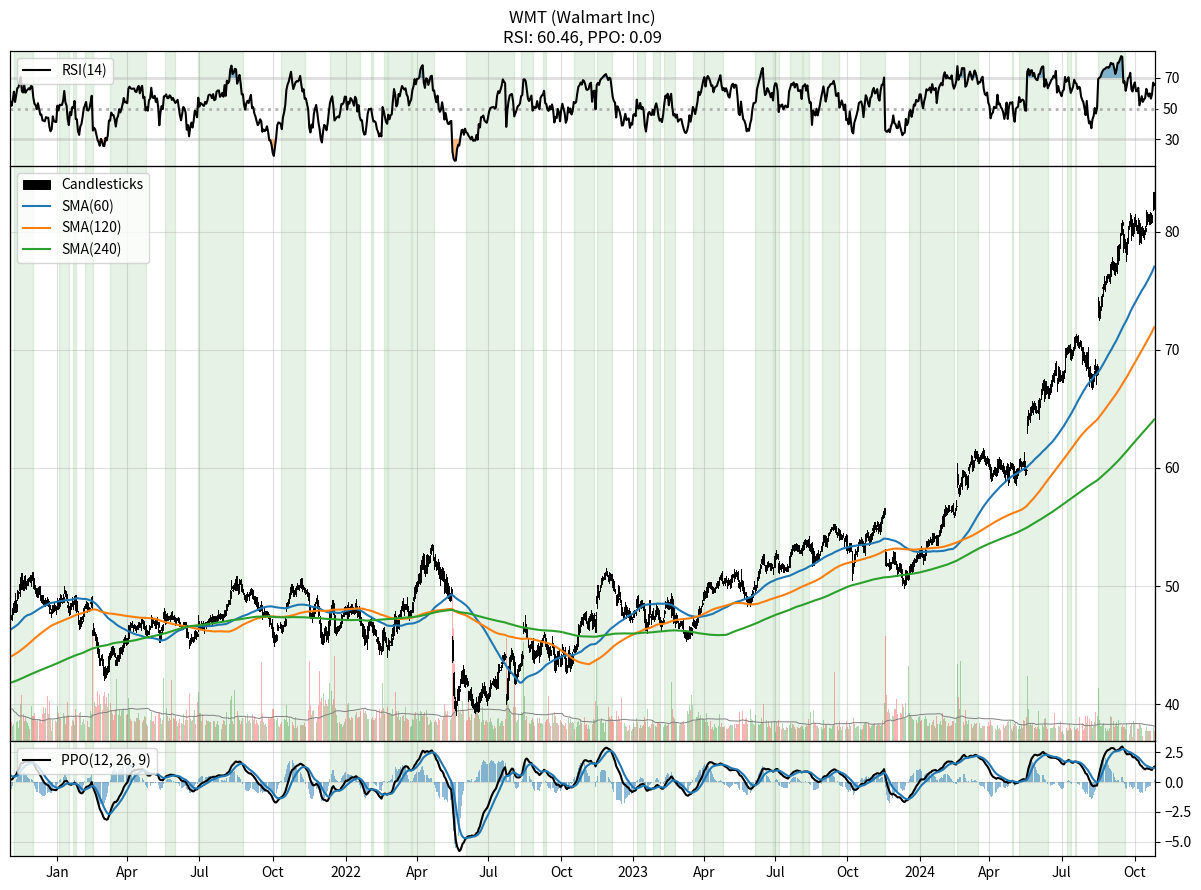 WMT (Walmart Inc)
RSI: 60.46, PPO: 0.09
RSI(14)
70
50
30
Candlesticks
SMA(60)
SMA(120)
SMA(240)
80
70
60
50
40
PPO(12, 26, 9)
2.5
0.0
−2.5
−5.0
Jan Apr Jul Oct 2022 Apr Jul Oct 2023 Apr Jul Oct 2024 Apr Jul Oct